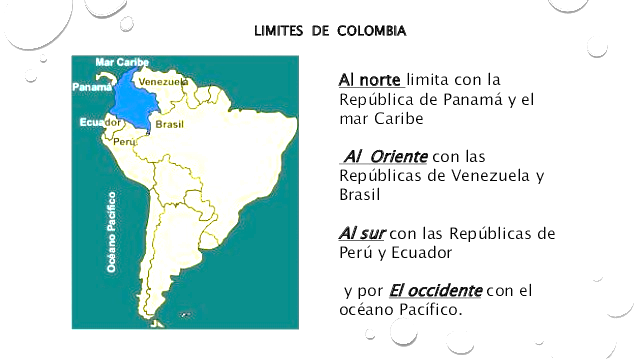 LIMITES DE COLOMBIA
Mar Caribe
Panamá
Venezuela
Ecuador
Brasil
Perú
Océano Pacífico
Al norte limita con la
República de Panamá y el
mar Caribe
Al Oriente con las
Repúblicas de Venezuela y
Brasil
Al sur con las Repúblicas de
Perú y Ecuador
y por El occidente con el
océano Pacífico.